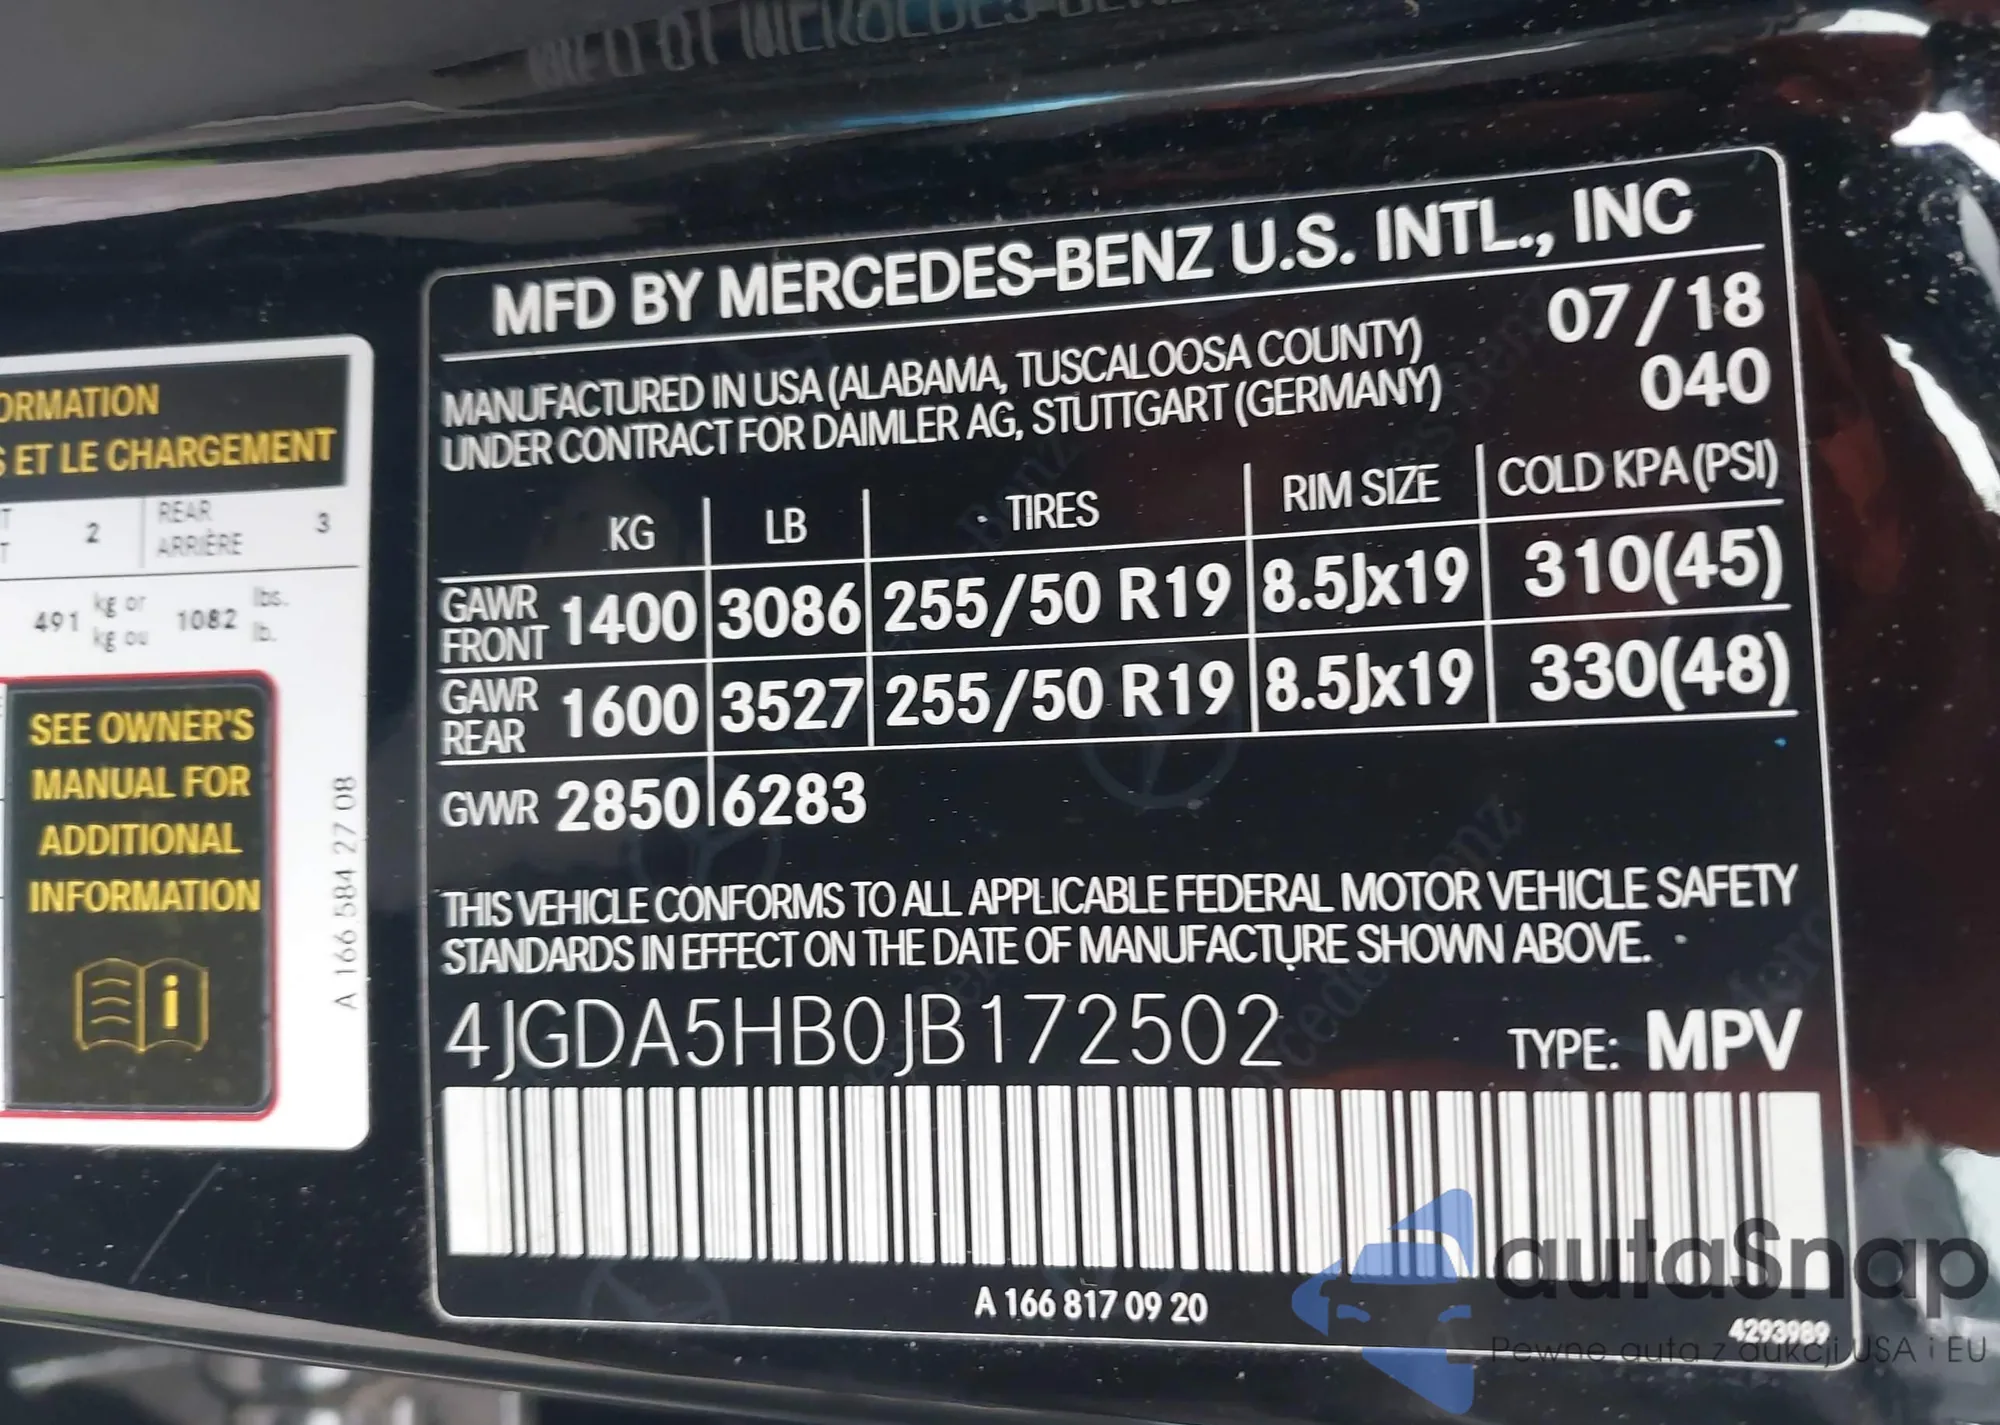 MFD BY MERCEDES-BENZ U.S. INTL., INC
07/18
MANUFACTURED IN USA (ALABAMA, TUSCALOOSA COUNTY)
UNDER CONTRACT FOR DAIMLER AG, STUTTGART (GERMANY)
040
KG LB TIRES RIM SIZE COLD KPA (PSI)
GAWR FRONT 1400 3086 255/50 R19 8.5Jx19 310(45)
GAWR REAR 1600 3527 255/50 R19 8.5Jx19 330(48)
GVWR 2850 6283
THIS VEHICLE CONFORMS TO ALL APPLICABLE FEDERAL MOTOR VEHICLE SAFETY
STANDARDS IN EFFECT ON THE DATE OF MANUFACTURE SHOWN ABOVE.
4JGDA5HB0JB172502 TYPE: MPV
A 166 817 09 20
4293989
ET LE CHARGEMENT
2 REAR 3
ARRIÈRE
491 kg or 1082 lbs.
kg ou lb.
SEE OWNER'S
MANUAL FOR
ADDITIONAL
INFORMATION
A 166 584 27 08
autaSnap
Pewne auta z aukcji USA i EU